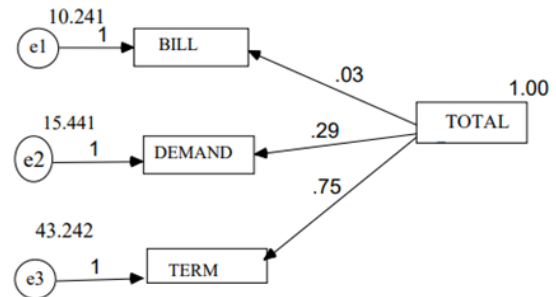 10.241
e1
1
BILL
.03
1.00
TOTAL
15.441
e2
1
DEMAND
.29
.75
43.242
e3
1
TERM